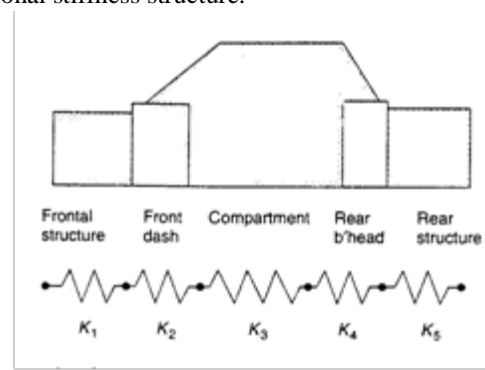 onal stiffness structure.
Frontal structure
Front dash
Compartment
Rear b'head
Rear structure
K1
K2
K3
K4
K5